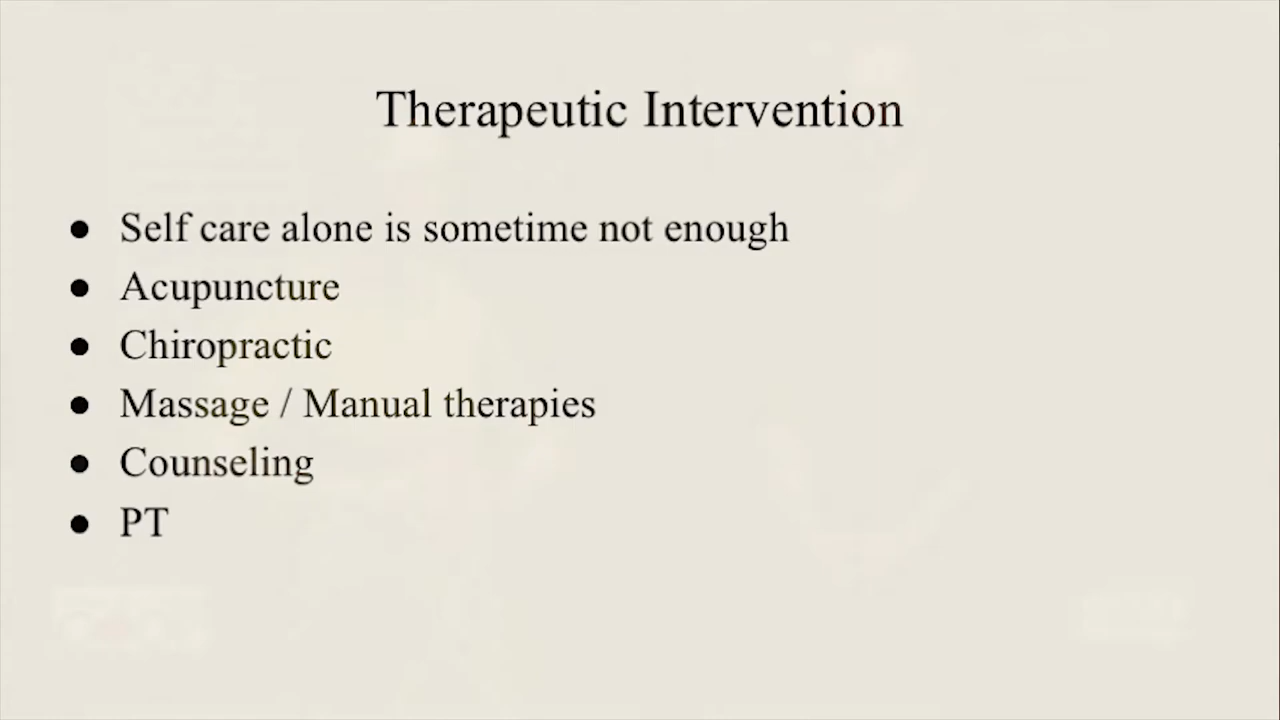 Therapeutic Intervention
● Self care alone is sometime not enough
● Acupuncture
● Chiropractic
● Massage / Manual therapies
● Counseling
● PT